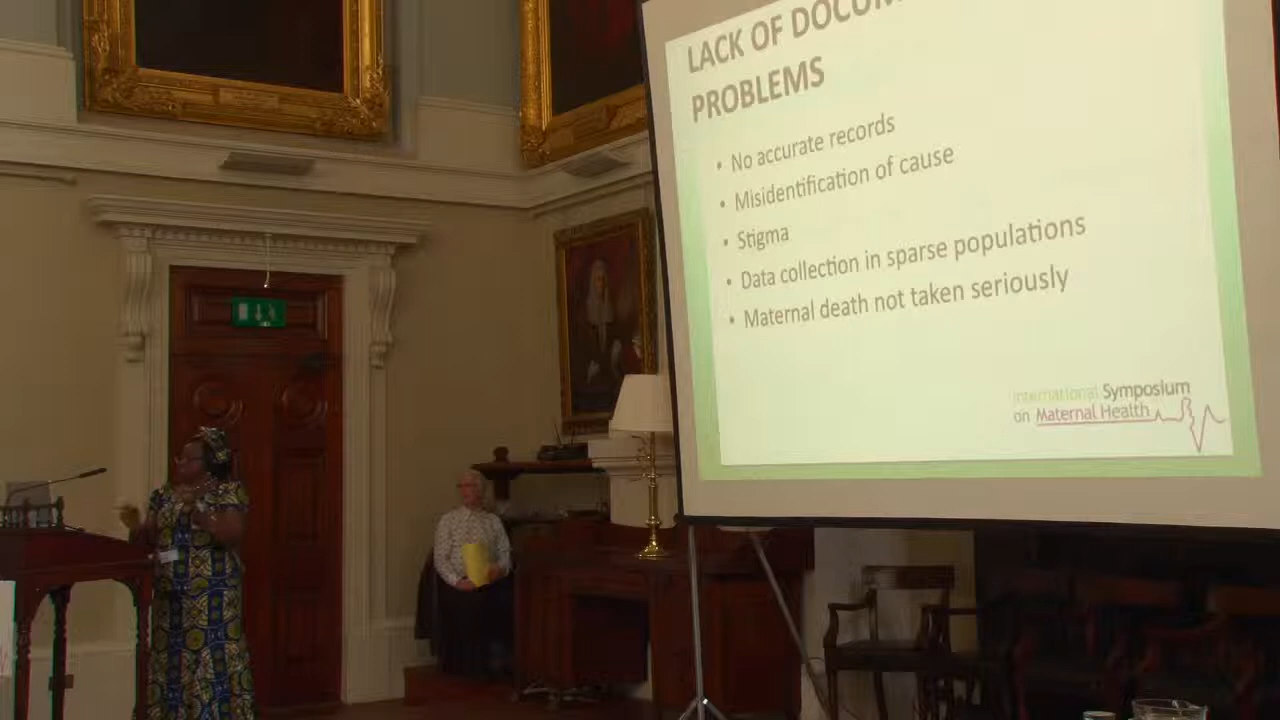 LACK OF DOCUM
PROBLEMS
• No accurate records
• Misidentification of cause
• Stigma
• Data collection in sparse populations
• Maternal death not taken seriously
International Symposium
on Maternal Health